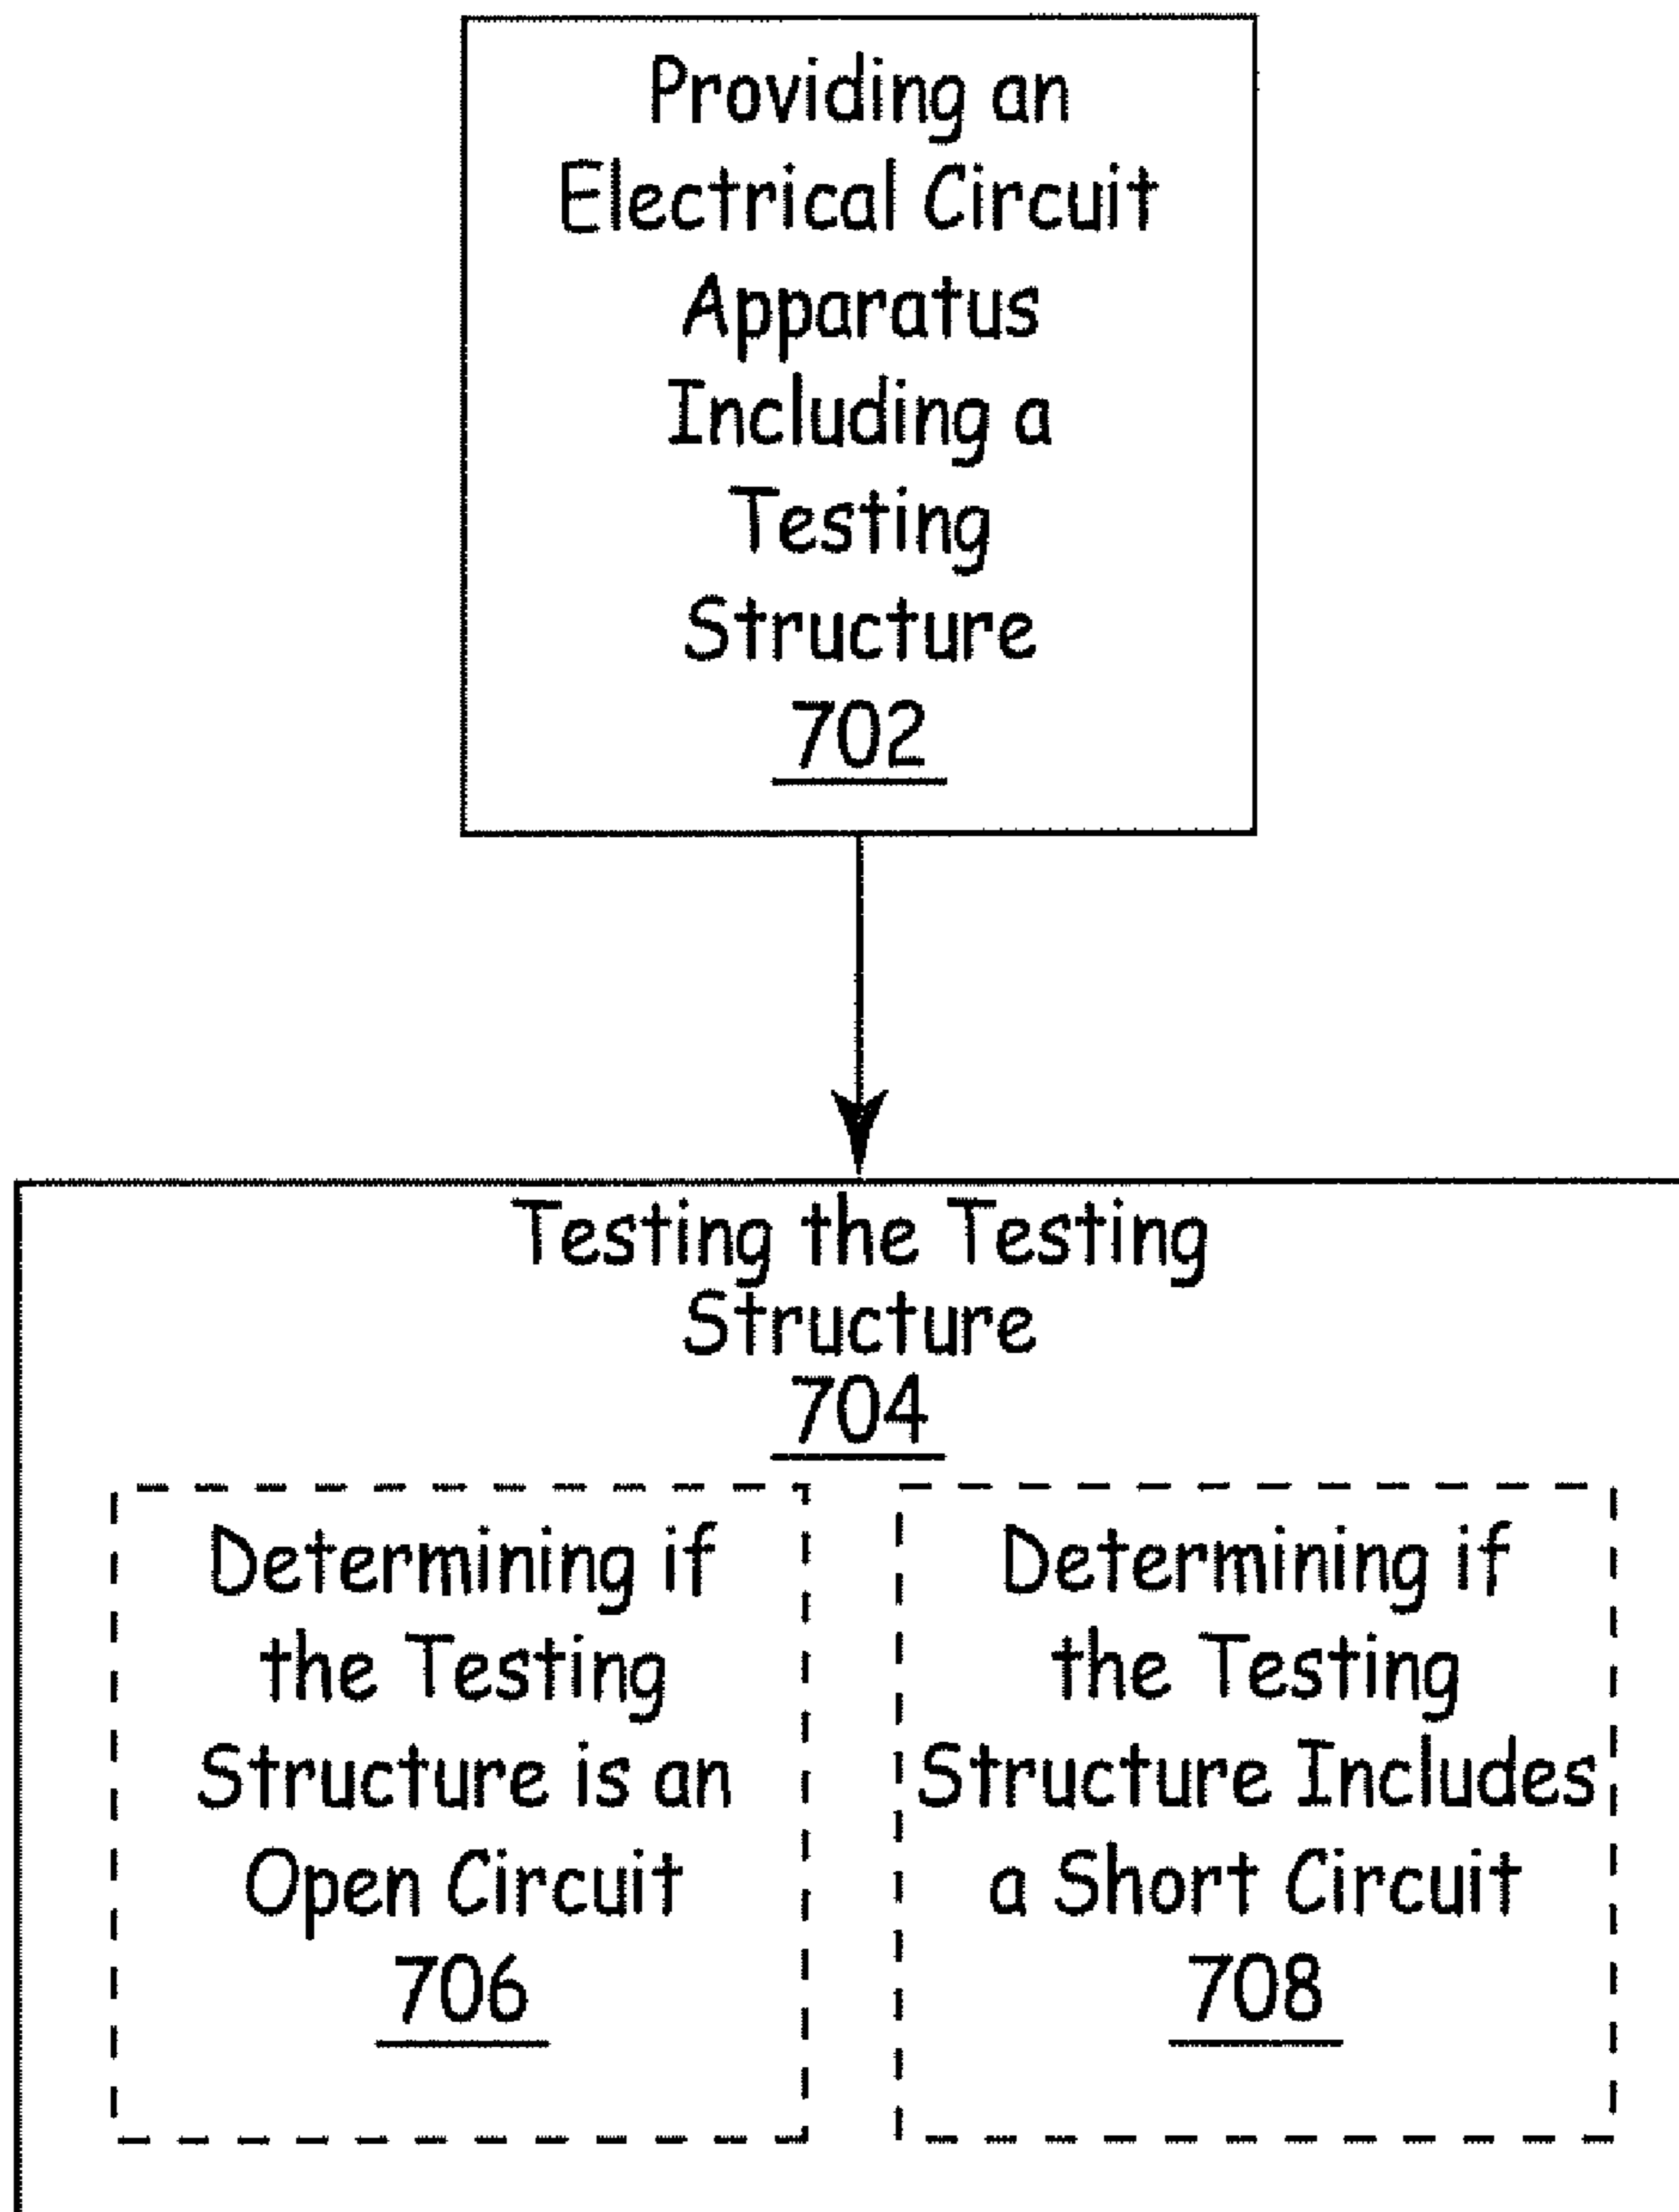 Providing an
Electrical Circuit
Apparatus
Including a
Testing
Structure
702
Testing the Testing
Structure
704
Determining if
the Testing
Structure is an
Open Circuit
706
Determining if
the Testing
Structure Includes
a Short Circuit
708